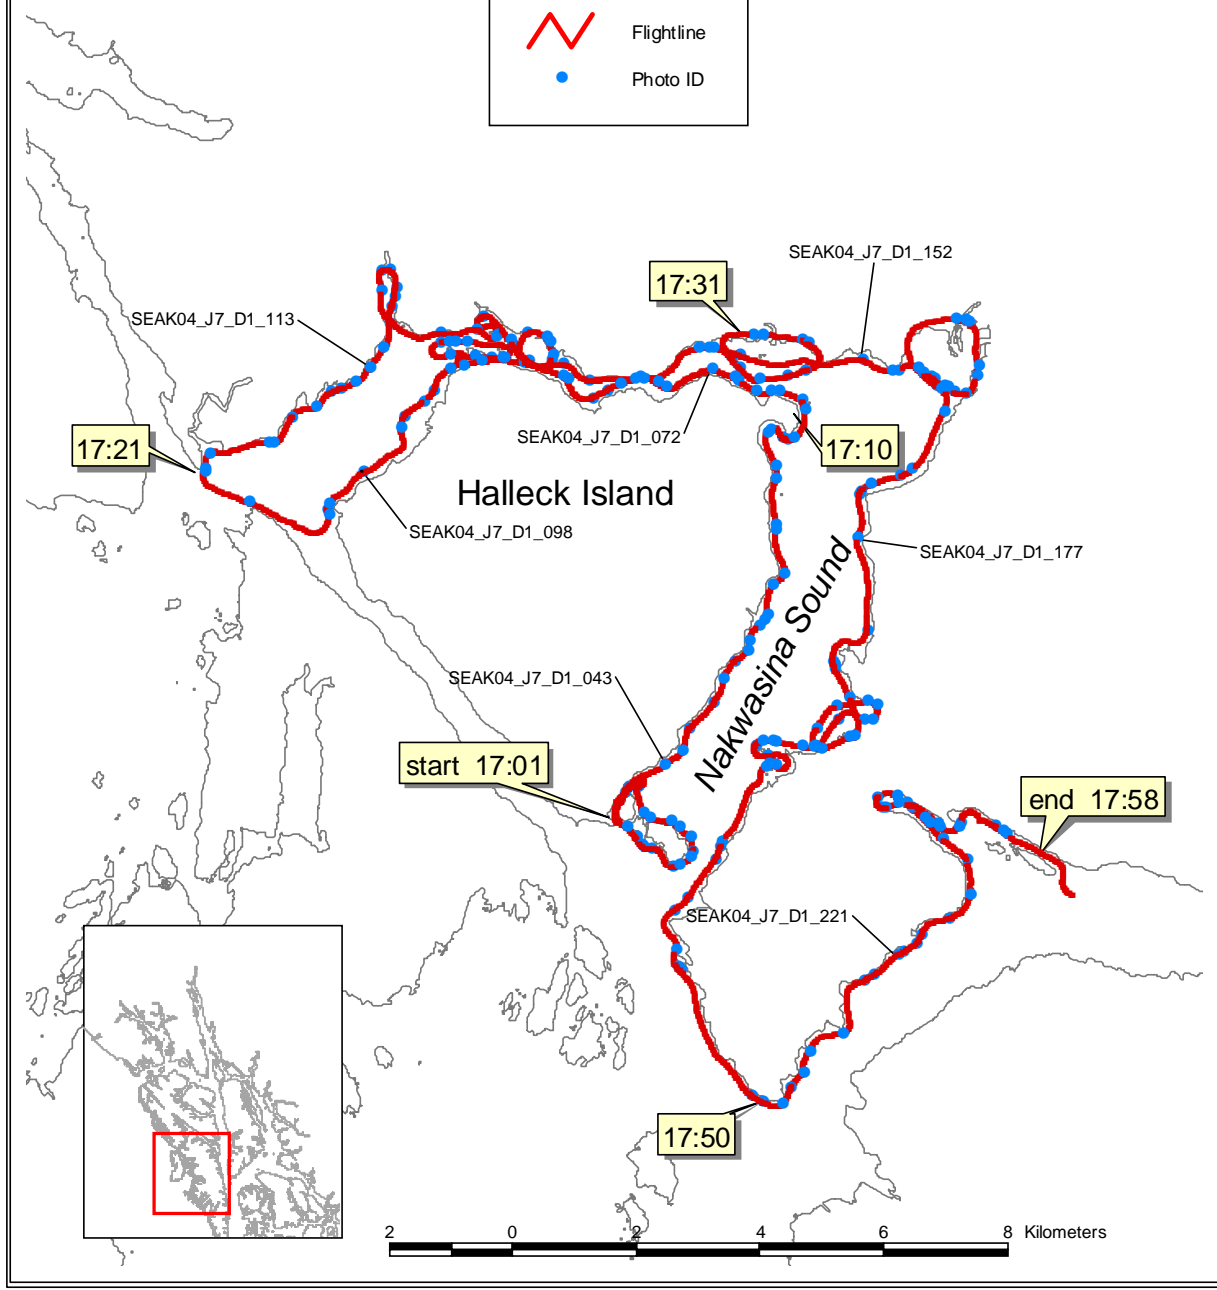 Flightline
Photo ID
SEAK04_J7_D1_152
17:31
SEAK04_J7_D1_113
SEAK04_J7_D1_072
17:21
17:10
Halleck Island
SEAK04_J7_D1_098
SEAK04_J7_D1_177
Nakwasina Sound
SEAK04_J7_D1_043
start 17:01
end 17:58
SEAK04_J7_D1_221
17:50
2 0 2 4 6 8 Kilometers